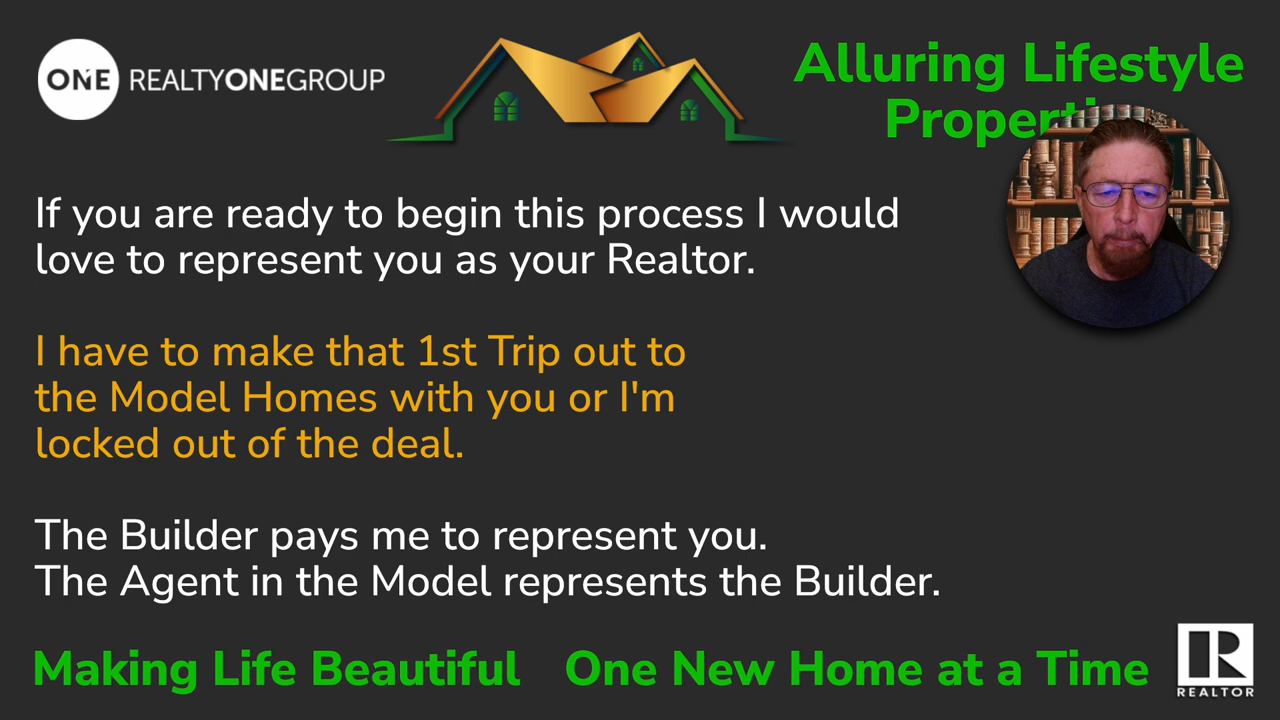 ONE REALTYONEGROUP
Alluring Lifestyle
If you are ready to begin this process I would
love to represent you as your Realtor.
I have to make that 1st Trip out to
the Model Homes with you or I'm
locked out of the deal.
The Builder pays me to represent you.
The Agent in the Model represents the Builder.
Making Life Beautiful One New Home at a Time
REALTOR